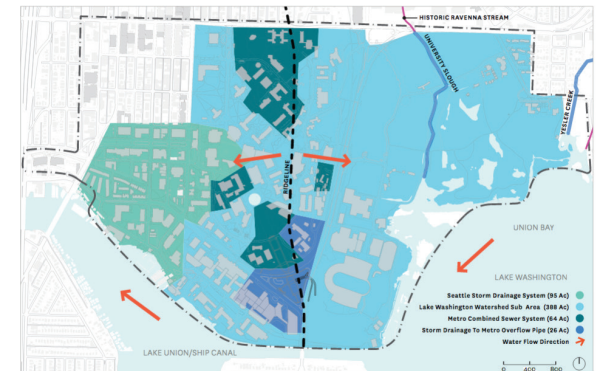 HISTORIC RAVENNA STREAM
UNIVERSITY SLOUGH
YESLER CREEK
RIDGELINE
UNION BAY
LAKE WASHINGTON
Seattle Storm Drainage System (95 Ac)
Lake Washington Watershed Sub Area (398 Ac)
Metro Combined Sewer System (64 Ac)
Storm Drainage To Metro Overflow Pipe (26 Ac)
Water Flow Direction
LAKE UNION/SHIP CANAL
0 400 800